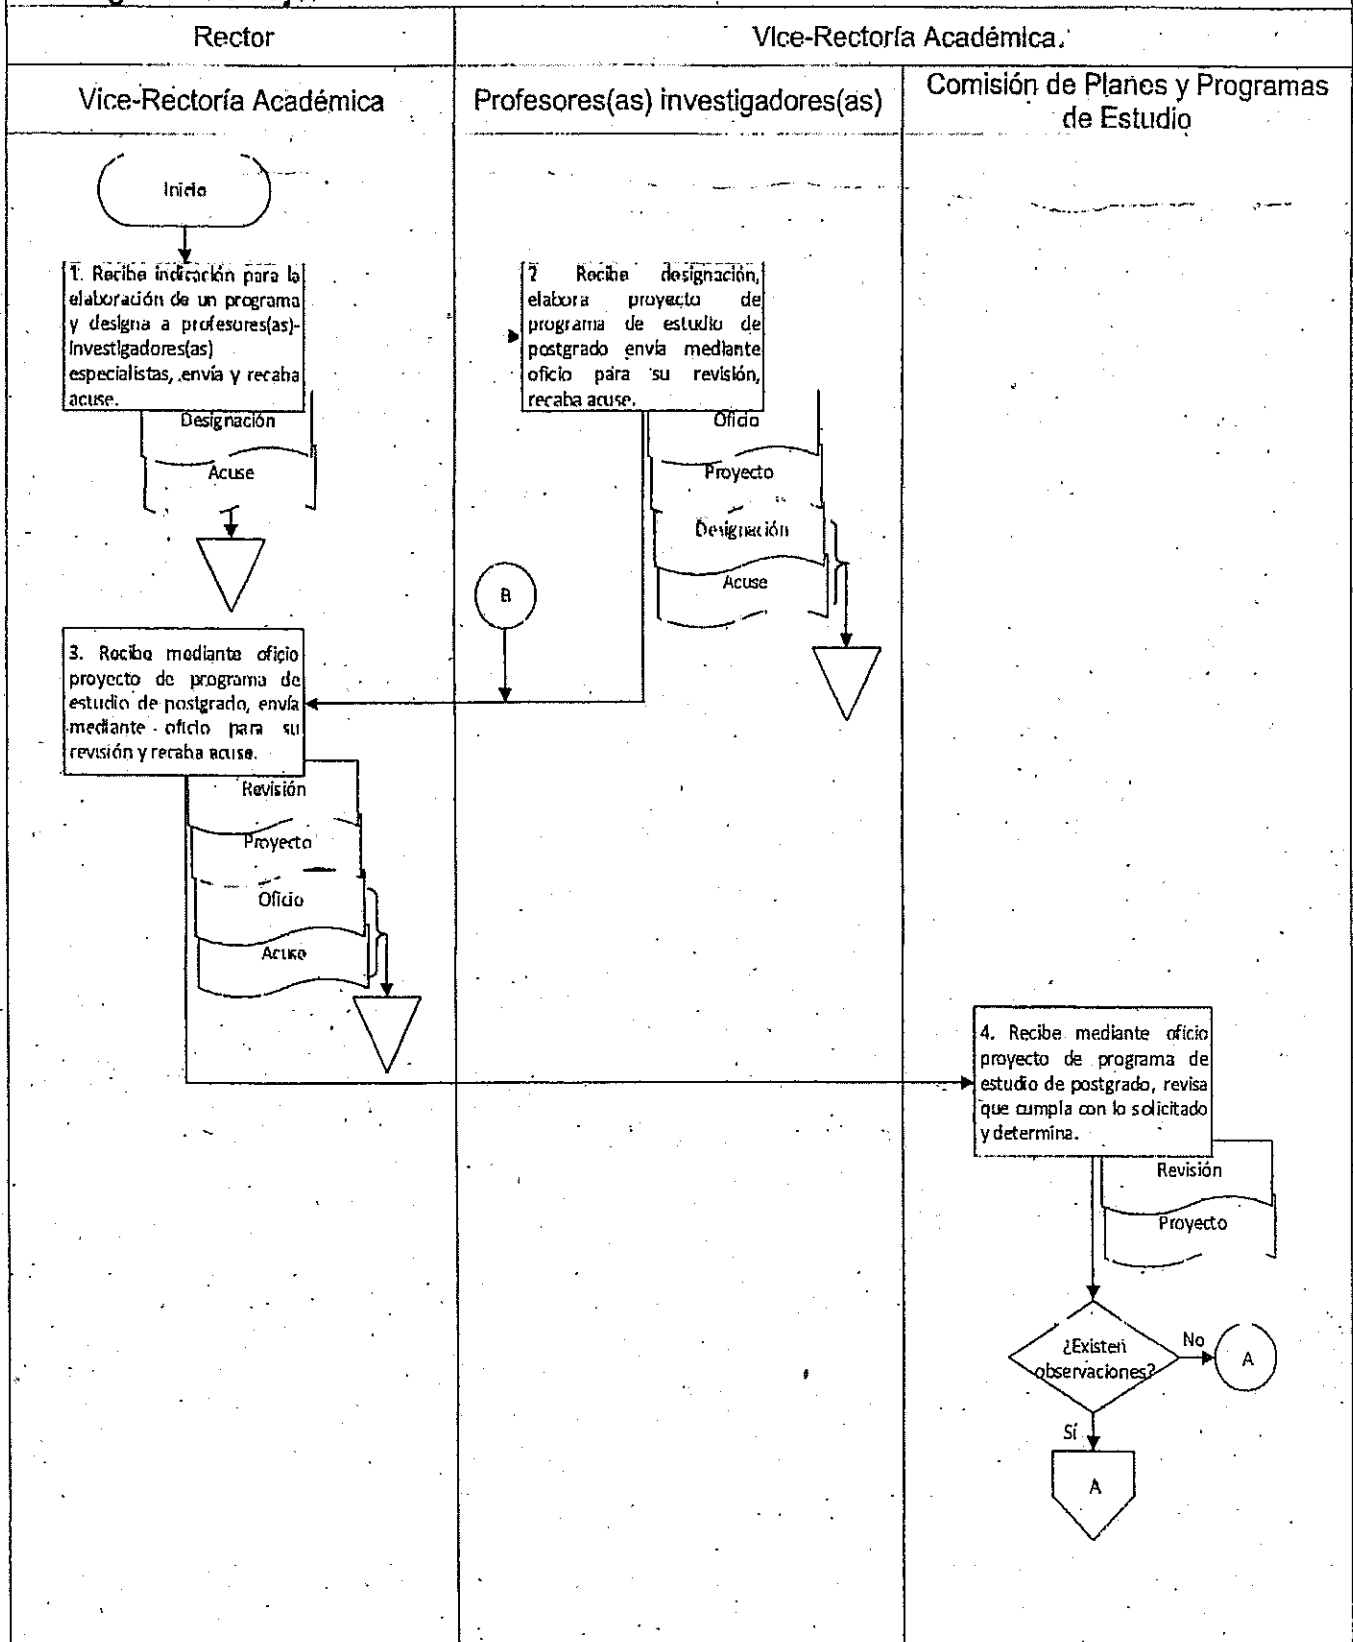 Rector
Vice-Rectoría Académica.
Vice-Rectoría Académica
Profesores(as) investigadores(as)
Comisión de Planes y Programas
de Estudio
Inicio
1. Recibe indicación para la
elaboración de un programa
y designa a profesores(as)-
investigadores(as)
especialistas, envía y recaba
acuse.
Designación
Acuse
2 Recibe designación,
elabora proyecto de
programa de estudio de
postgrado envía mediante
oficio para su revisión,
recaba acuse.
Oficio
Proyecto
Designación
Acuse
B
3. Recibe mediante oficio
proyecto de programa de
estudio de postgrado, envía
mediante oficio para su
revisión y recaba acuse.
Revisión
Proyecto
Oficio
Acuse
4. Recibe mediante oficio
proyecto de programa de
estudio de postgrado, revisa
que cumpla con lo solicitado
y determina.
Revisión
Proyecto
¿Existen
observaciones?
No
A
Sí
A